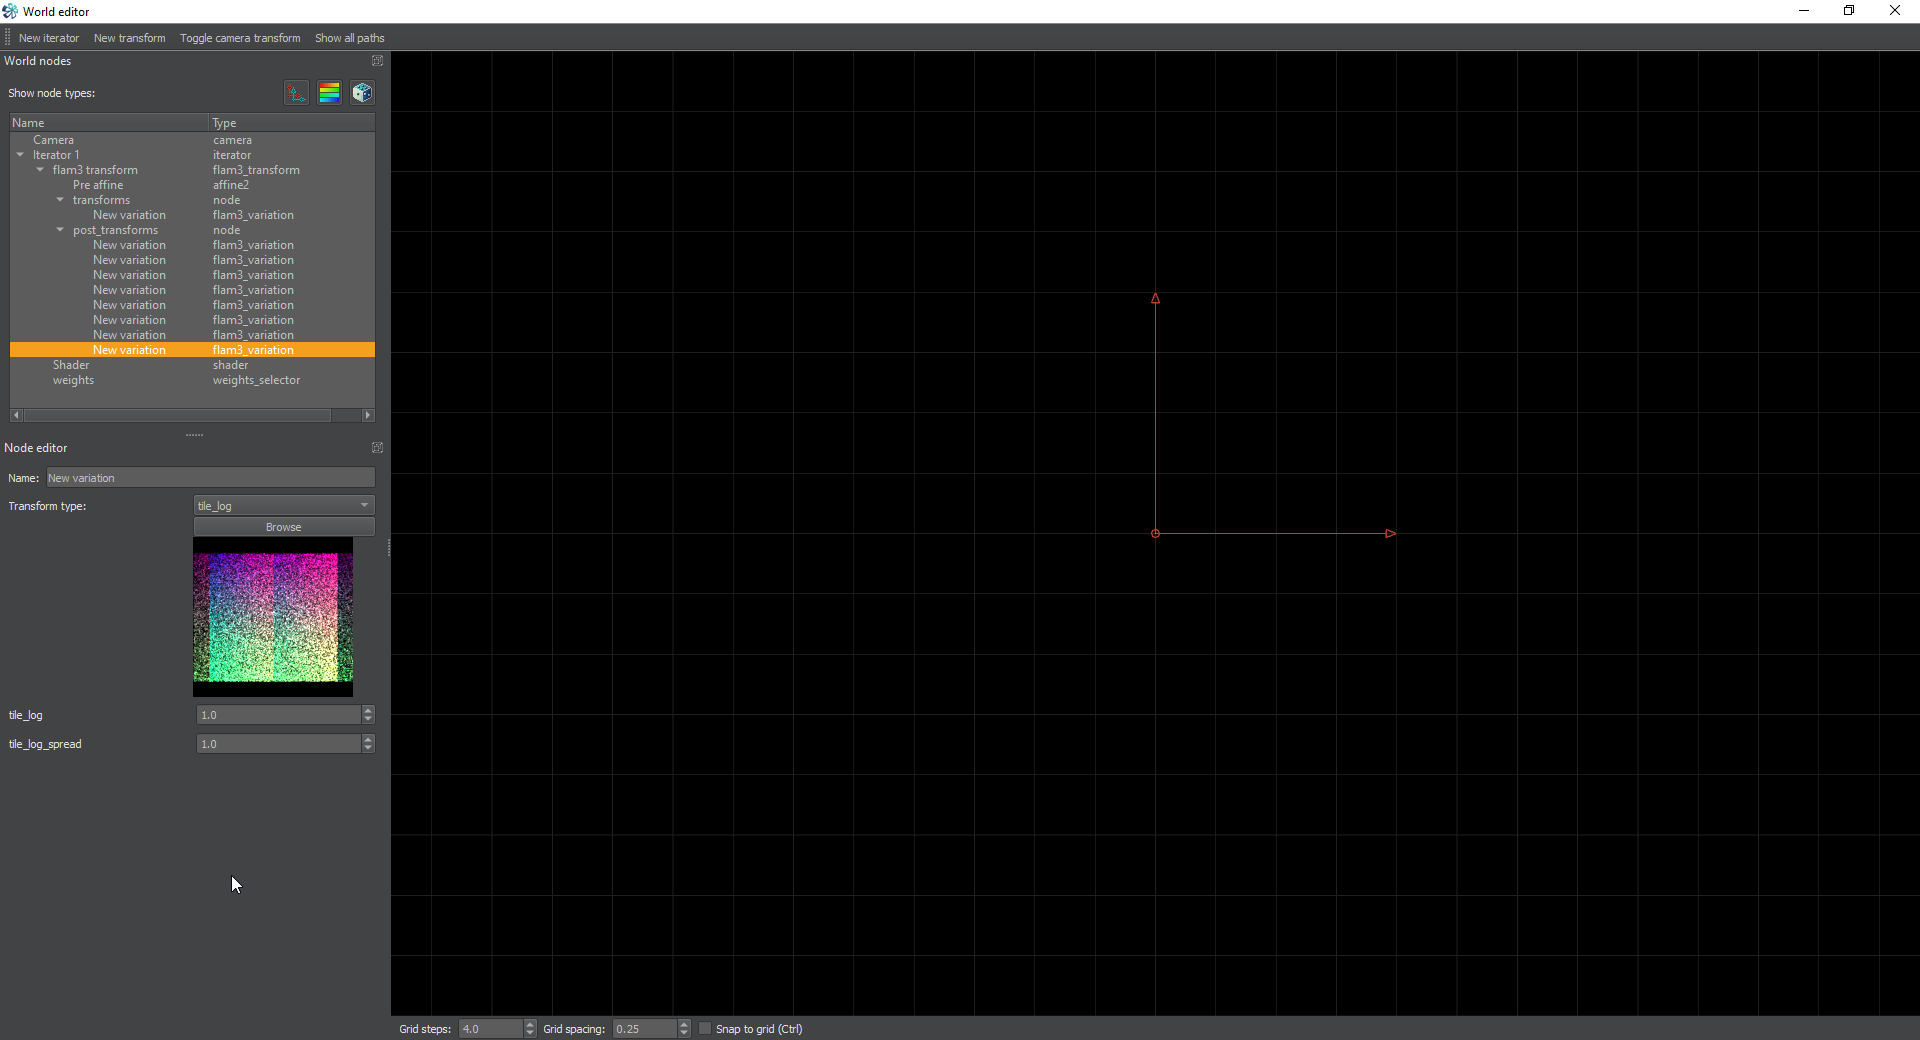 World editor
New iterator New transform Toggle camera transform Show all paths
World nodes
Show node types:
Name Type
Camera camera
Iterator 1 iterator
flam3 transform flam3_transform
Pre affine affine2
transforms node
New variation flam3_variation
post_transforms node
New variation flam3_variation
New variation flam3_variation
New variation flam3_variation
New variation flam3_variation
New variation flam3_variation
New variation flam3_variation
New variation flam3_variation
New variation flam3_variation
Shader shader
weights weights_selector
Node editor
Name: New variation
Transform type: tile_log
Browse
tile_log 1.0
tile_log_spread 1.0
Grid steps: 4.0 Grid spacing: 0.25 Snap to grid (Ctrl)